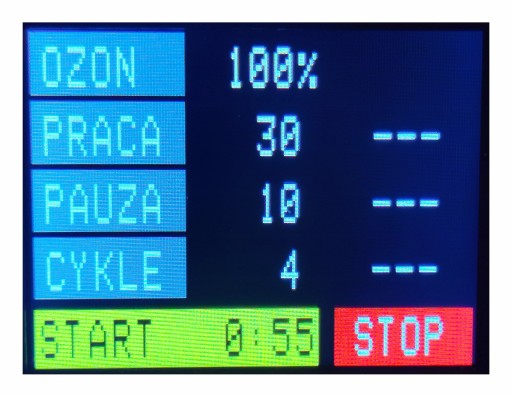 OZON 100%
PRACA 30 ---
PAUZA 10 ---
CYKLE 4 ---
START 0:55 STOP